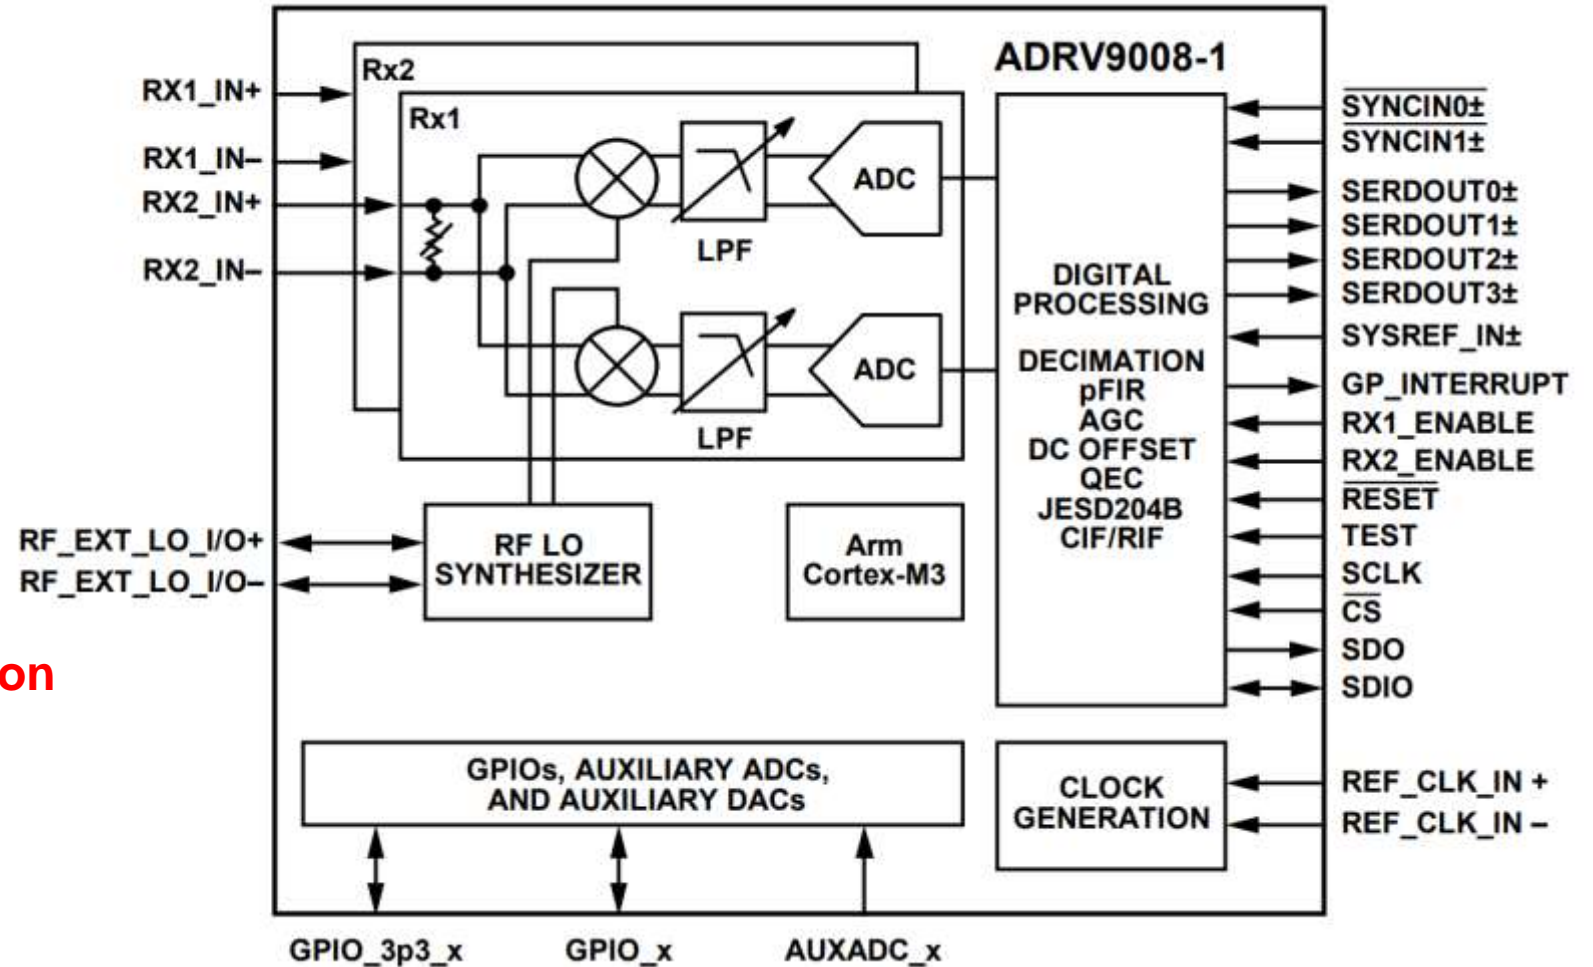 ADRV9008-1
Rx2
Rx1
RX1_IN+
RX1_IN–
RX2_IN+
RX2_IN–
LPF
ADC
LPF
ADC
RF_EXT_LO_I/O+
RF_EXT_LO_I/O–
RF LO
SYNTHESIZER
Arm
Cortex-M3
on
DIGITAL
PROCESSING
DECIMATION
pFIR
AGC
DC OFFSET
QEC
JESD204B
CIF/RIF
SYNCIN0±
SYNCIN1±
SERDOUT0±
SERDOUT1±
SERDOUT2±
SERDOUT3±
SYSREF_IN±
GP_INTERRUPT
RX1_ENABLE
RX2_ENABLE
RESET
TEST
SCLK
CS
SDO
SDIO
GPIOs, AUXILIARY ADCs,
AND AUXILIARY DACs
CLOCK
GENERATION
REF_CLK_IN +
REF_CLK_IN –
GPIO_3p3_x
GPIO_x
AUXADC_x